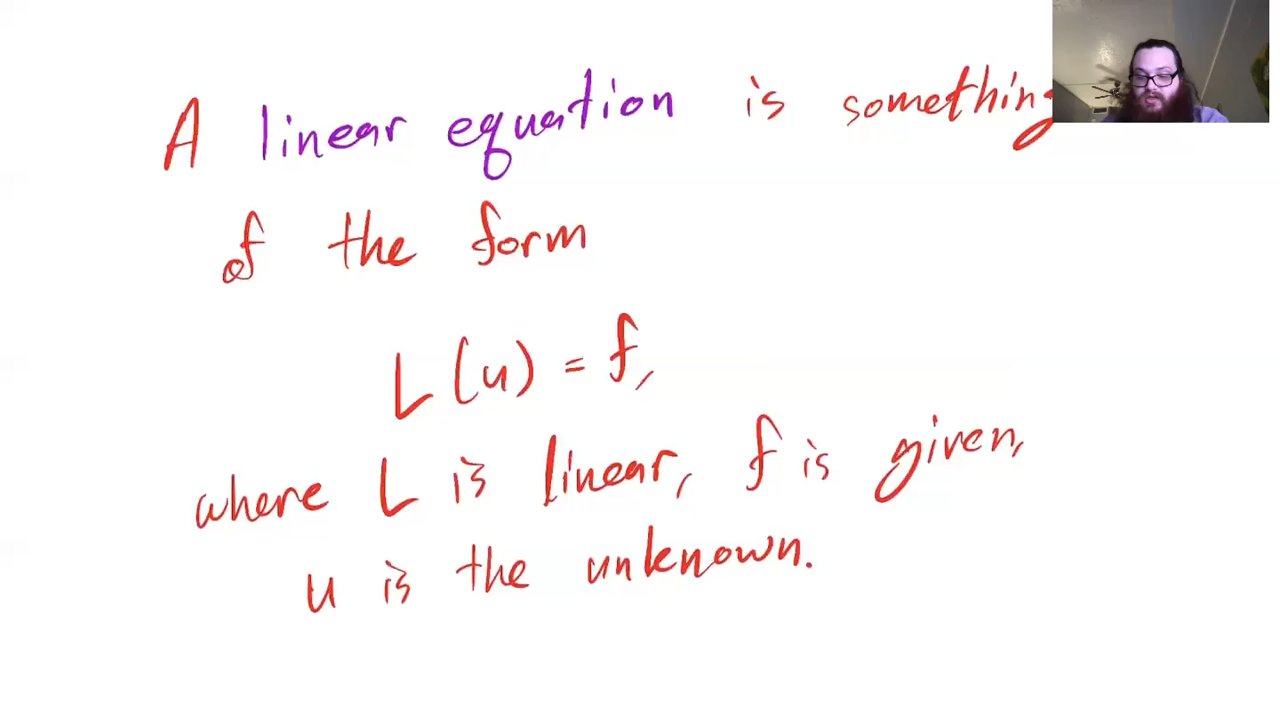 A linear equation is something
of the form
L(u) = f,
where L is linear, f is given,
u is the unknown.